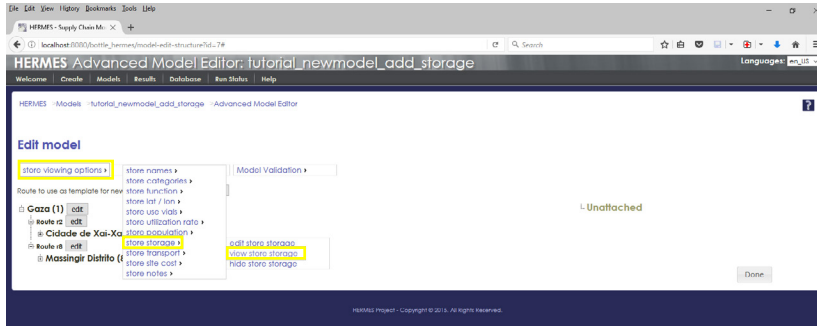 File Edit View History Bookmarks Tools Help
HERMES - Supply Chain Mo
localhost:8080/bottle_hermes/model-edit-structure?id=7#
Search
HERMES Advanced Model Editor: tutorial_newmodel_add_storage
Languages: en_US
Welcome Create Models Results Database Run Status Help
HERMES >Models >tutorial_newmodel_add_storage >Advanced Model Editor
?
Edit model
store viewing options
Model Validation
store names
store categories
Route to use as template for new
store function
store lat / lon
store use vials
store utilization rate
store population
store storage
store transport
store site cost
store notes
edit store storage
view store storage
hide store storage
Gaza (1) edit
Route r2 edit
Cidade de Xai-Xa
Route r8 edit
Massingir Distrito (
Unattached
Done
HERMES Project - Copyright © 2015, All Rights Reserved.